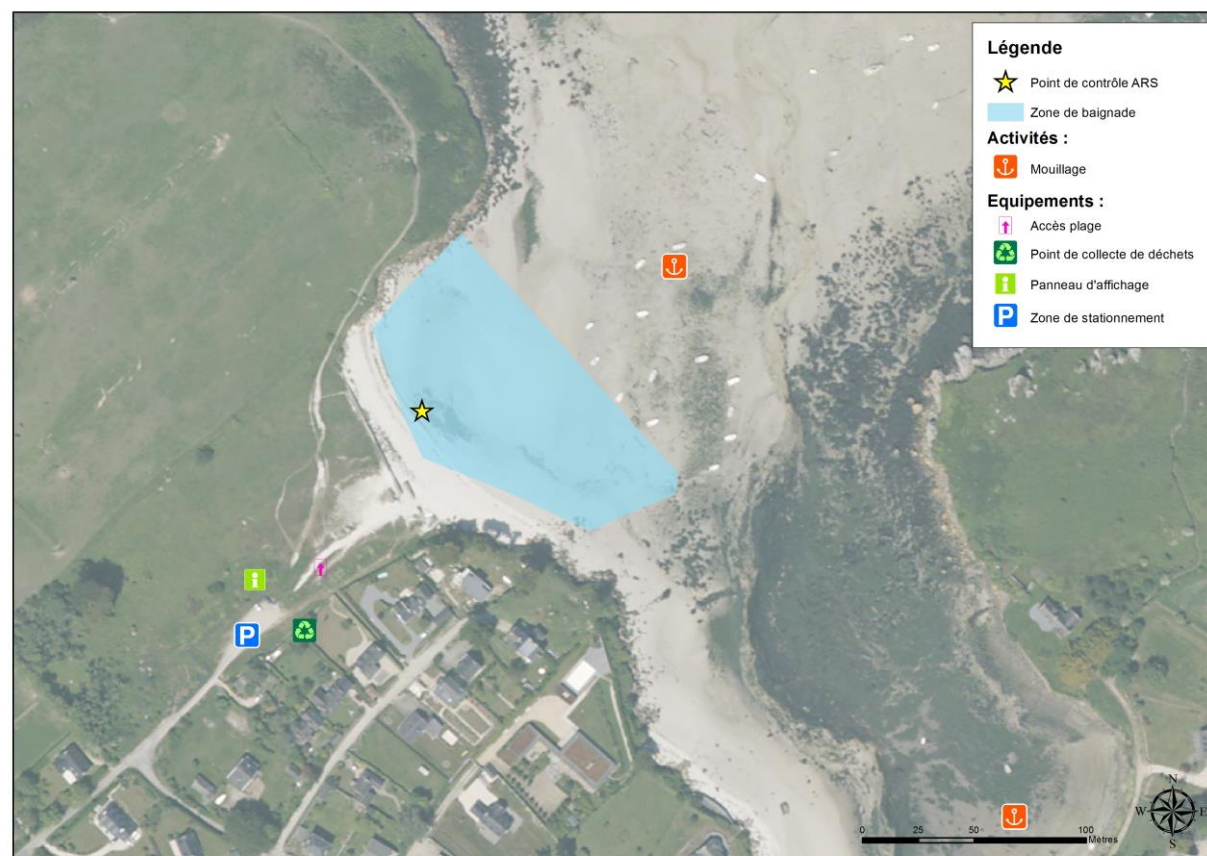 Légende
Point de contrôle ARS
Zone de baignade
Activités :
Mouillage
Equipements :
Accès plage
Point de collecte de déchets
i Panneau d'affichage
P Zone de stationnement
i
P
N
W E
S
0 25 50 100
Mètres